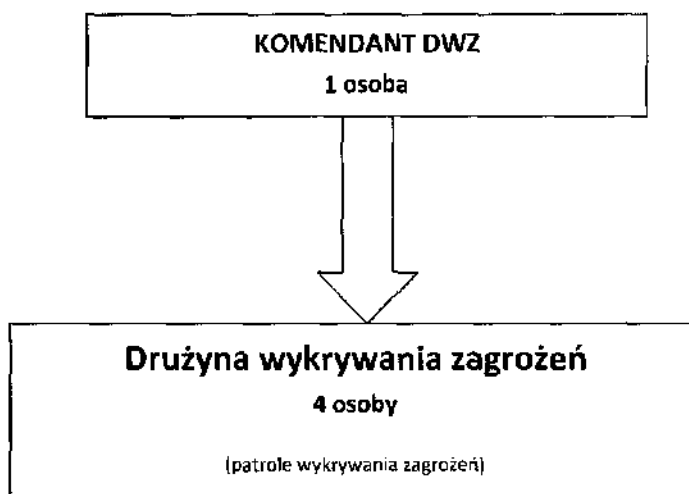 KOMENDANT DWZ
1 osoba
Drużyna wykrywania zagrożeń
4 osoby
(patrole wykrywania zagrożeń)